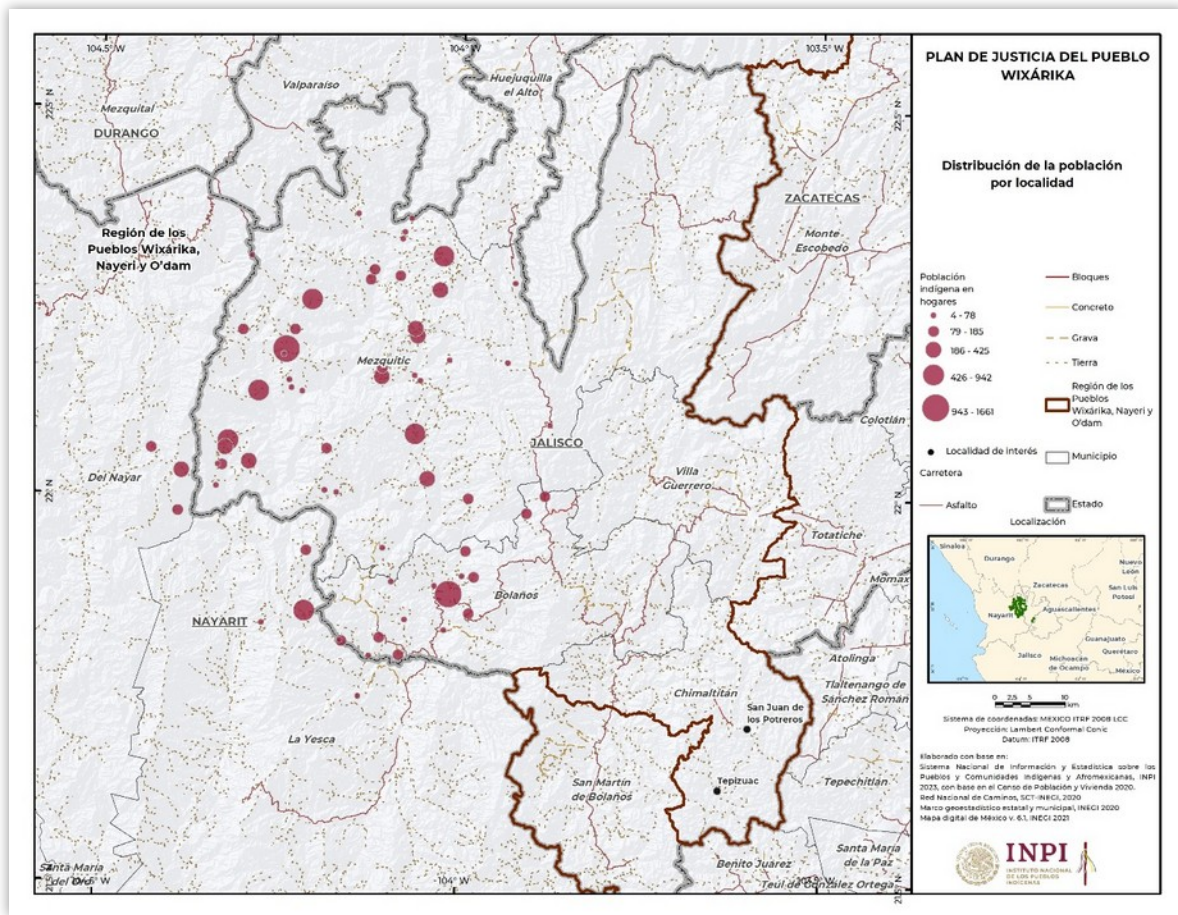 104.5° W
104° W
103.5° W
Valparaíso
Huejuquilla
el Alto
Mezquital
DURANGO
22.5° N
22.5° N
ZACATECAS
Monte
Escobedo
Región de los
Pueblos Wixárika,
Nayeri y O'dam
Mezquitic
Colotlán
JALISCO
Del Nayar
Villa
Guerrero
22° N
22° N
Totatiche
Momax
Bolaños
NAYARIT
Atolinga
Chimaltitán
Tlaltenango de
Sánchez Román
San Juan de
los Potreros
La Yesca
San Martín
de Bolaños
Tepizuac
Tepechitlán
Santa María
del Oro
Benito Juárez
Santa María
de la Paz
Teul de González Ortega
104° W
PLAN DE JUSTICIA DEL PUEBLO
WIXÁRIKA
Distribución de la población
por localidad
Población
indígena en
hogares
4 - 78
79 - 185
186 - 425
426 - 942
943 - 1661
Localidad de interés
Carretera
Asfalto
Bloques
Concreto
Grava
Tierra
Región de los
Pueblos
Wixárika, Nayeri y
O'dam
Municipio
Estado
Localización
Sinaloa
Durango
Nuevo
León
Zacatecas
San Luis
Potosí
Nayarit
Aguascalientes
Guanajuato
Jalisco
Querétaro
Michoacán
de Ocampo
México
0 2.5 5 10
km
Sistema de coordenadas: MEXICO ITRF 2008 LCC
Proyección: Lambert Conformal Conic
Datum: ITRF 2008
Elaborado con base en:
Sistema Nacional de Información y Estadística sobre los
Pueblos y Comunidades Indígenas y Afromexicanas, INPI
2023, con base en el Censo de Población y Vivienda 2020.
Red Nacional de Caminos, SCT-INEGI, 2020
Marco geoestadístico estatal y municipal, INEGI 2020
Mapa digital de México v. 6.1, INEGI 2021
INPI
INSTITUTO NACIONAL
DE LOS PUEBLOS
INDÍGENAS